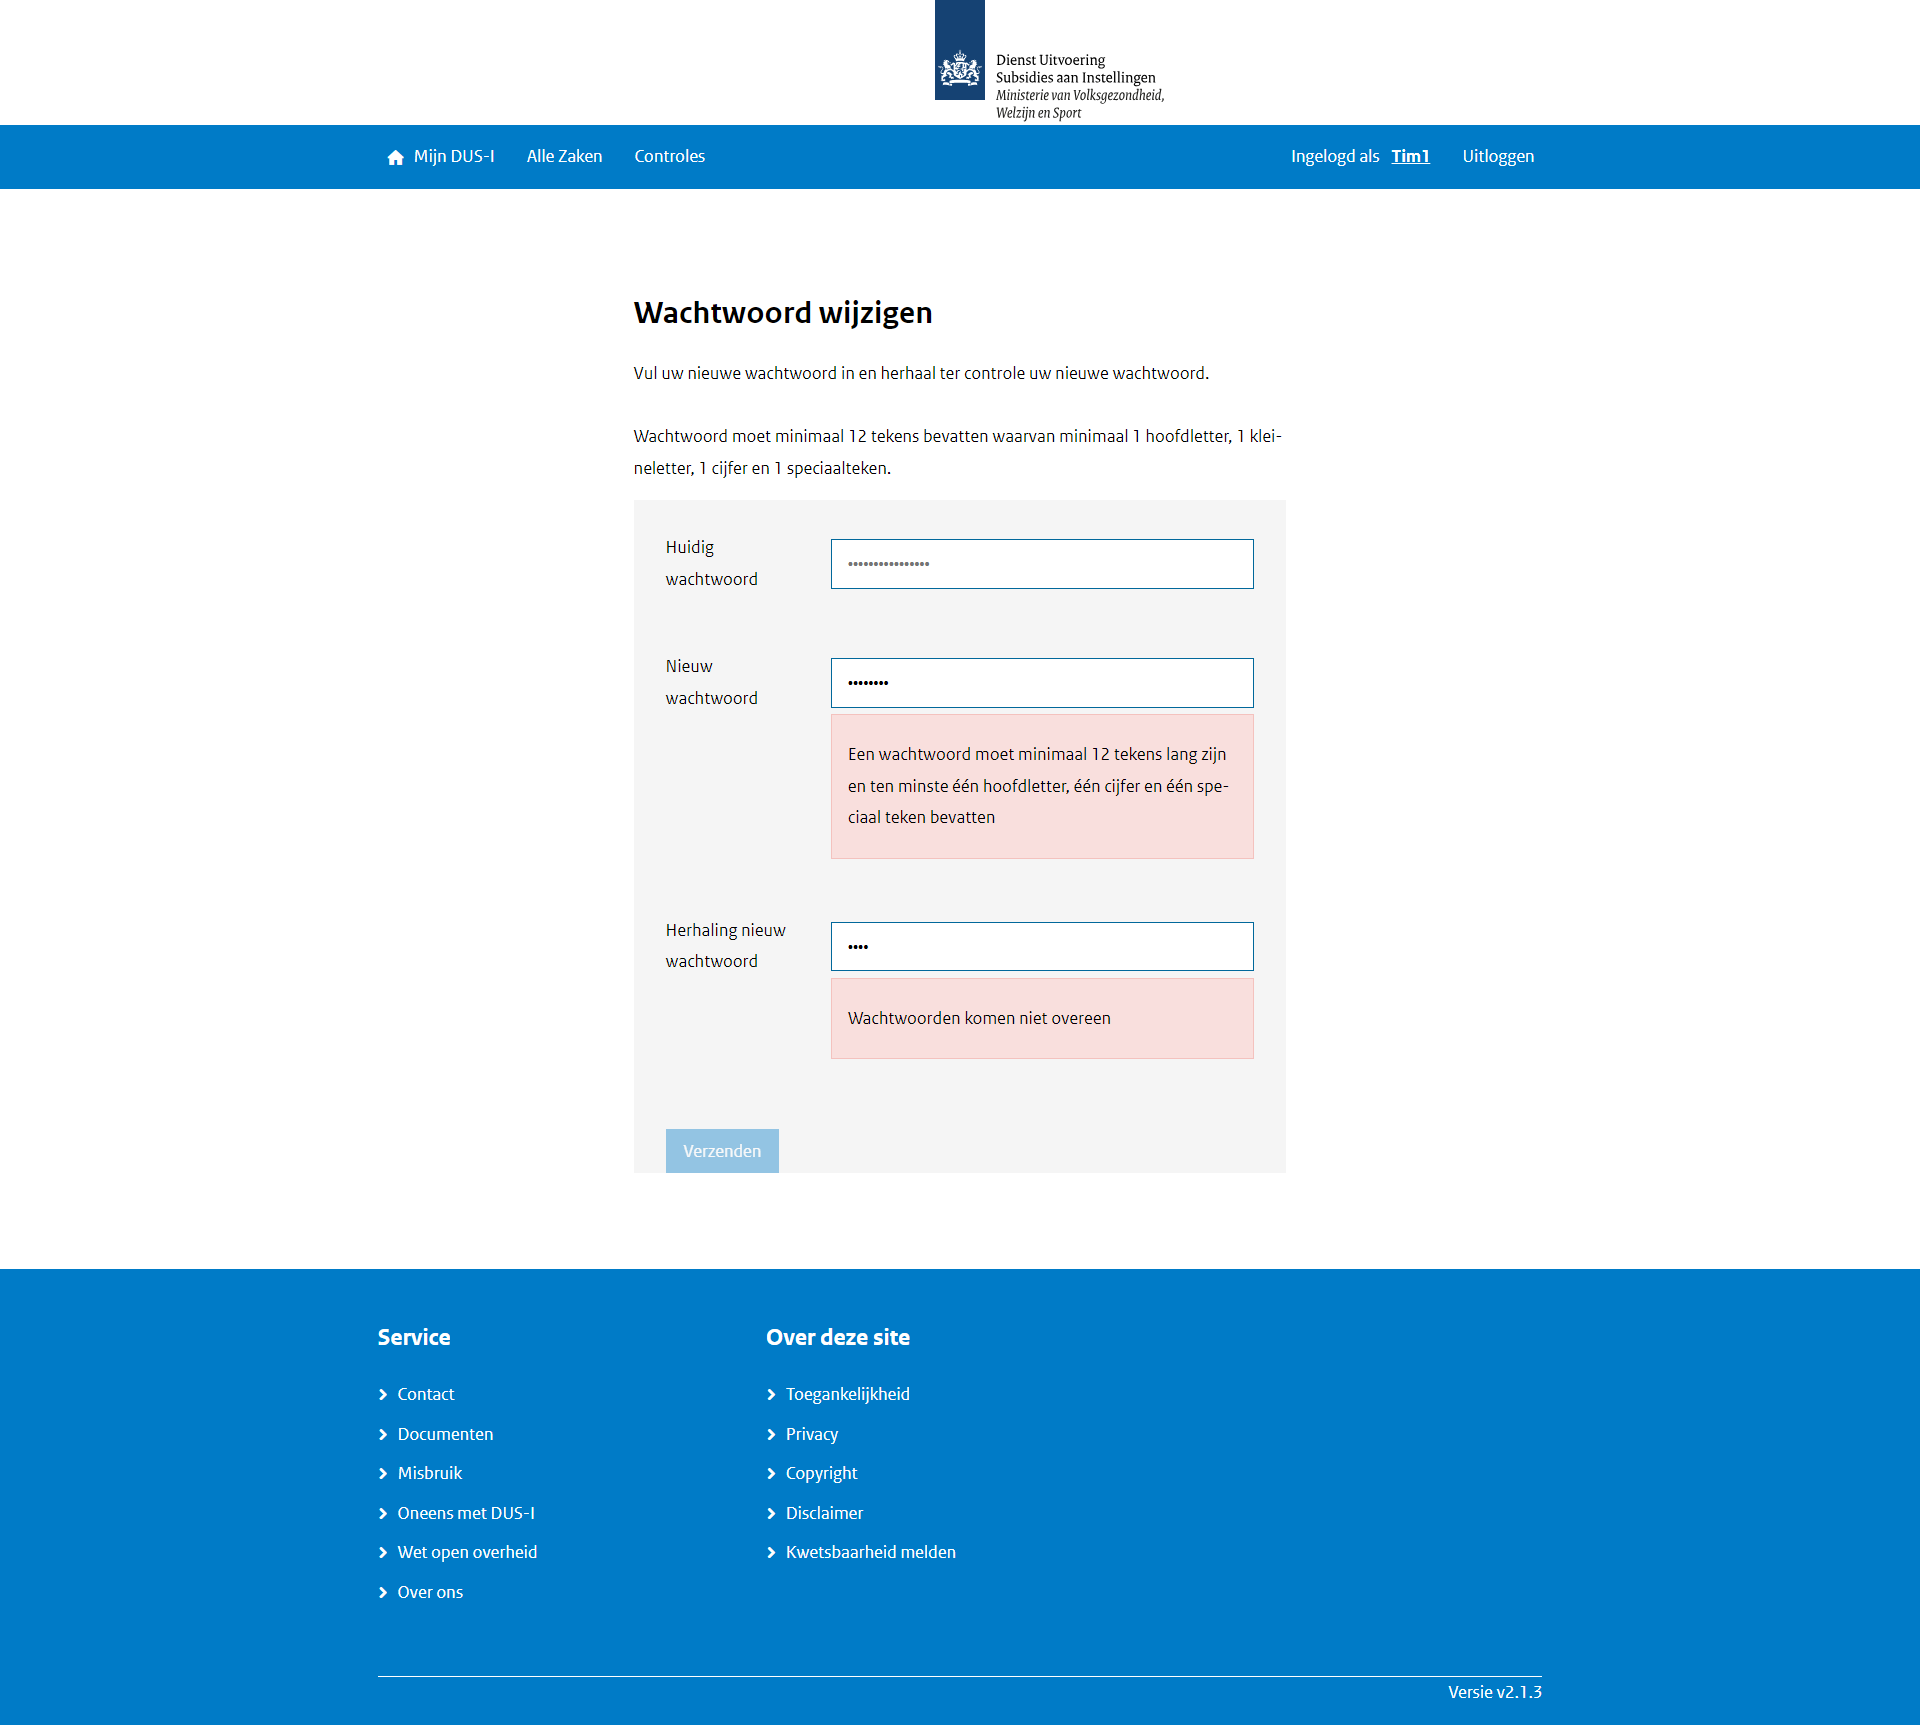 Dienst Uitvoering
Subsidies aan Instellingen
Ministerie van Volksgezondheid,
Welzijn en Sport
Mijn DUS-I Alle Zaken Controles Ingelogd als Tim1 Uitloggen
Wachtwoord wijzigen
Vul uw nieuwe wachtwoord in en herhaal ter controle uw nieuwe wachtwoord.
Wachtwoord moet minimaal 12 tekens bevatten waarvan minimaal 1 hoofdletter, 1 klei-
neletter, 1 cijfer en 1 speciaalteken.
Huidig
wachtwoord
••••••••••••••••
Nieuw
wachtwoord
••••••••
Een wachtwoord moet minimaal 12 tekens lang zijn
en ten minste één hoofdletter, één cijfer en één spe-
ciaal teken bevatten
Herhaling nieuw
wachtwoord
••••
Wachtwoorden komen niet overeen
Verzenden
Service
Contact
Documenten
Misbruik
Oneens met DUS-I
Wet open overheid
Over ons
Over deze site
Toegankelijkheid
Privacy
Copyright
Disclaimer
Kwetsbaarheid melden
Versie v2.1.3